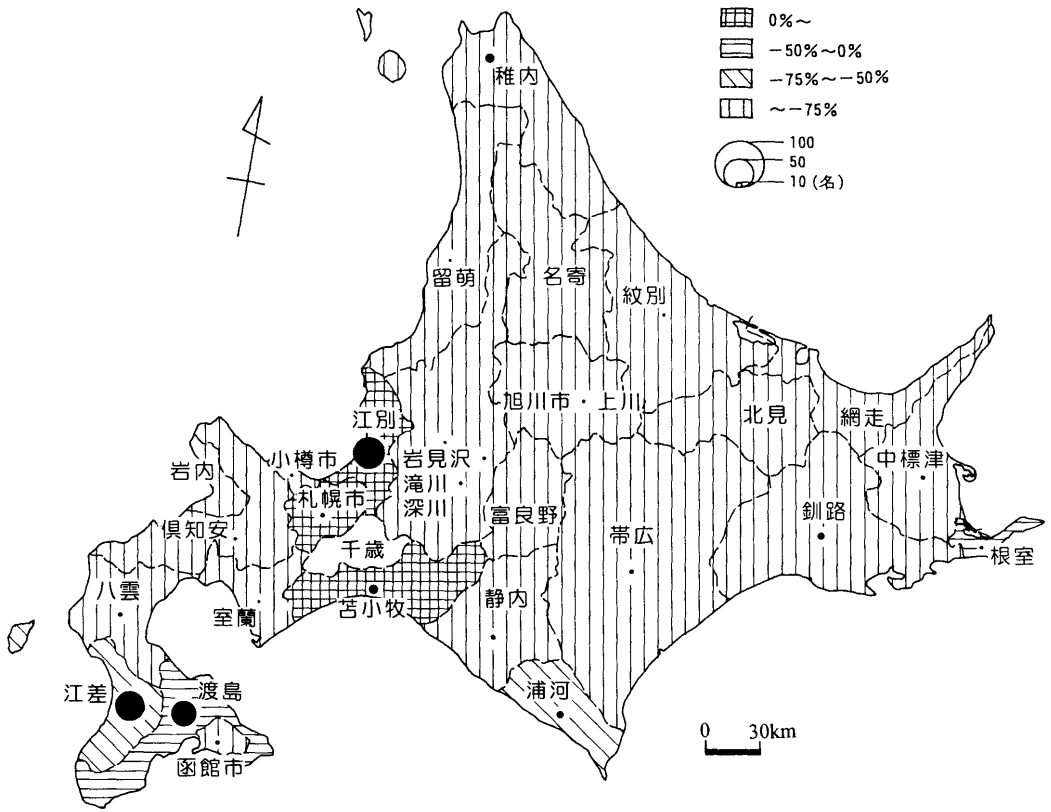 0%~
-50%~0%
-75%~-50%
~-75%
100
50
10(名)
稚内
留萌
名寄
紋別
旭川市・上川
北見
網走
中標津
江別
小樽市
岩内
札幌市
岩見沢
滝川
深川
富良野
帯広
釧路
根室
倶知安
千歳
八雲
室蘭
苫小牧
静内
江差
渡島
浦河
函館市
0 30km